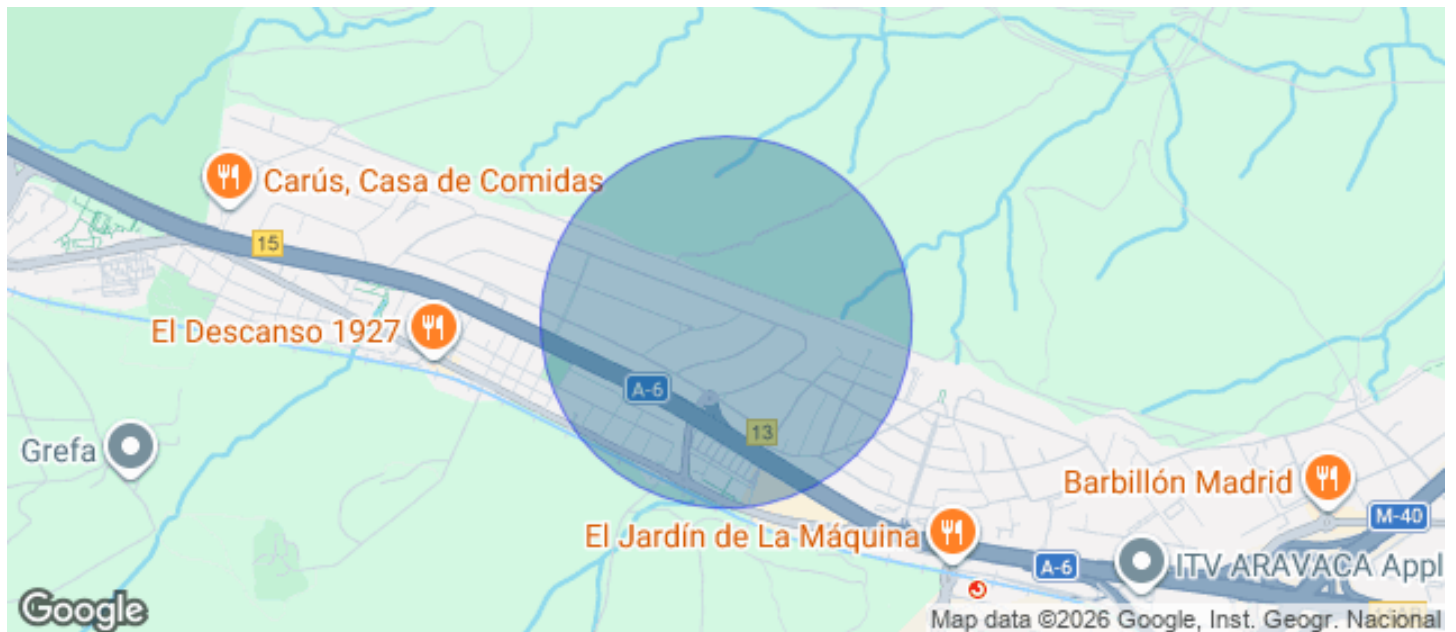 Carús, Casa de Comidas
15
El Descanso 1927
A-6
13
Grefa
Barbillón Madrid
M-40
El Jardín de La Máquina
A-6
ITV ARAVACA Appl
Google
Map data ©2026 Google, Inst. Geogr. Nacional